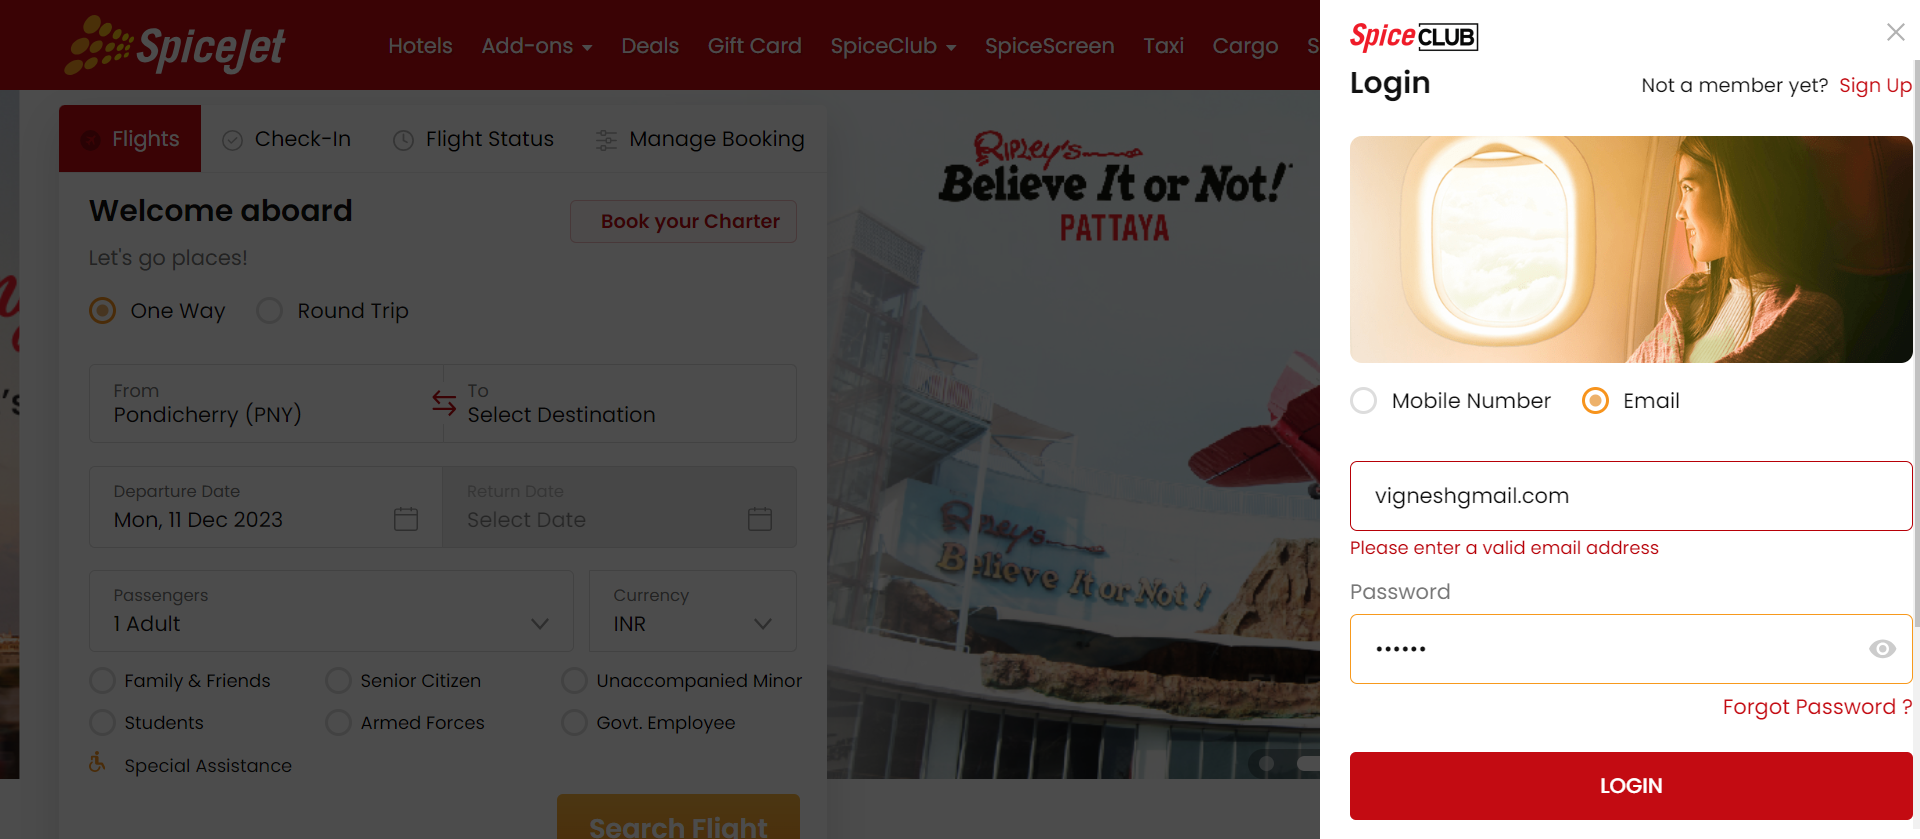 SpiceJet
Hotels Add-ons Deals Gift Card SpiceClub SpiceScreen Taxi Cargo S
Flights Check-In Flight Status Manage Booking
Welcome aboard
Book your Charter
Let's go places!
One Way Round Trip
From
Pondicherry (PNY)
To
Select Destination
Departure Date
Mon, 11 Dec 2023
Return Date
Select Date
Passengers
1 Adult
Currency
INR
Family & Friends Senior Citizen Unaccompanied Minor
Students Armed Forces Govt. Employee
Special Assistance
Search Flight
Ripley's
Believe It or Not!
PATTAYA
Ripley's
Believe It or Not!
SpiceCLUB
Login
Not a member yet? Sign Up
Mobile Number Email
vigneshgmail.com
Please enter a valid email address
Password
••••••
Forgot Password ?
LOGIN